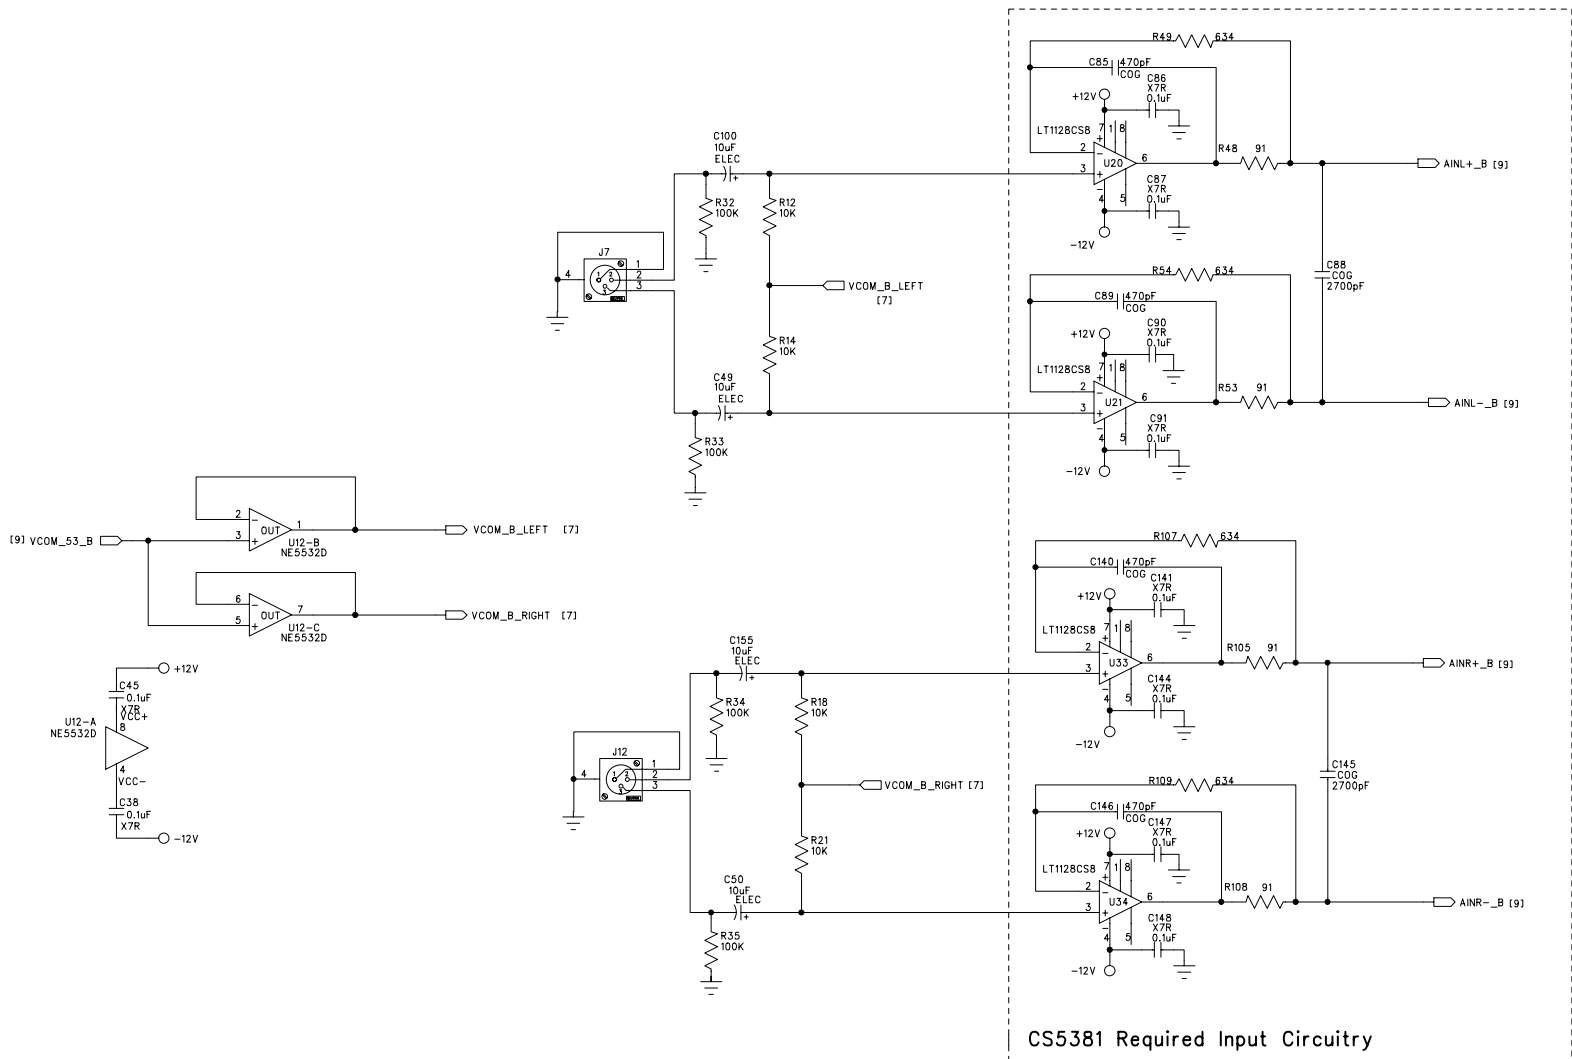 R49 634
C85 470pF
COG
C86
X7R
0.1uF
+12V
LT1128CS8
7 1 8
+
2 -
U20
6
3 +
-
4 5
R48 91
AINL+_B [9]
C87
X7R
0.1uF
-12V
C100
10uF
ELEC
+
R32
100K
R12
10K
J7
1
2
3
4
1 2
3
VCOM_B_LEFT
[7]
R14
10K
C49
10uF
ELEC
+
R33
100K
R54 634
C89 470pF
COG
C90
X7R
0.1uF
+12V
LT1128CS8
7 1 8
+
2 -
U21
6
3 +
-
4 5
R53 91
AINL-_B [9]
C91
X7R
0.1uF
-12V
C88
COG
2700pF
[9] VCOM_53_B
2 -
OUT
1
3 +
U12-B
NE5532D
VCOM_B_LEFT [7]
6 -
OUT
7
5 +
U12-C
NE5532D
VCOM_B_RIGHT [7]
+12V
C45
0.1uF
X7R
VCC+
8
U12-A
NE5532D
4
VCC-
C38
0.1uF
X7R
-12V
R107 634
C140 470pF
COG
C141
X7R
0.1uF
+12V
LT1128CS8
7 1 8
+
2 -
U33
6
3 +
-
4 5
R105 91
AINR+_B [9]
C144
X7R
0.1uF
-12V
C155
10uF
ELEC
+
R34
100K
R18
10K
J12
1
2
3
4
1 2
3
VCOM_B_RIGHT [7]
R21
10K
C50
10uF
ELEC
+
R35
100K
R109 634
C146 470pF
COG
C147
X7R
0.1uF
+12V
LT1128CS8
7 1 8
+
2 -
U34
6
3 +
-
4 5
R108 91
AINR-_B [9]
C148
X7R
0.1uF
-12V
C145
COG
2700pF
CS5381 Required Input Circuitry